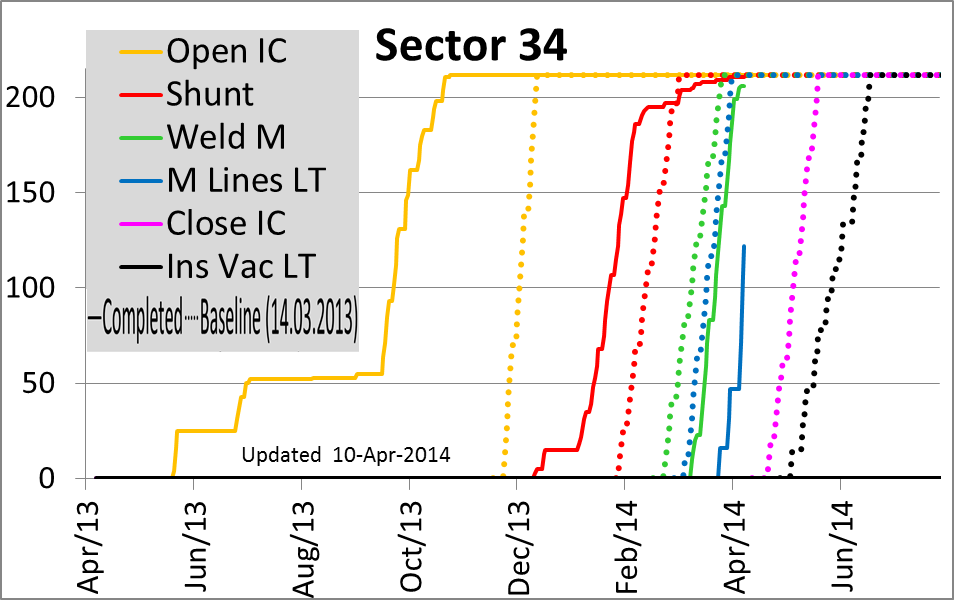 Sector 34
Open IC
Shunt
Weld M
M Lines LT
Close IC
Ins Vac LT
Completed Baseline (14.03.2013)
200
150
100
50
0
Updated 10-Apr-2014
Apr/13
Jun/13
Aug/13
Oct/13
Dec/13
Feb/14
Apr/14
Jun/14